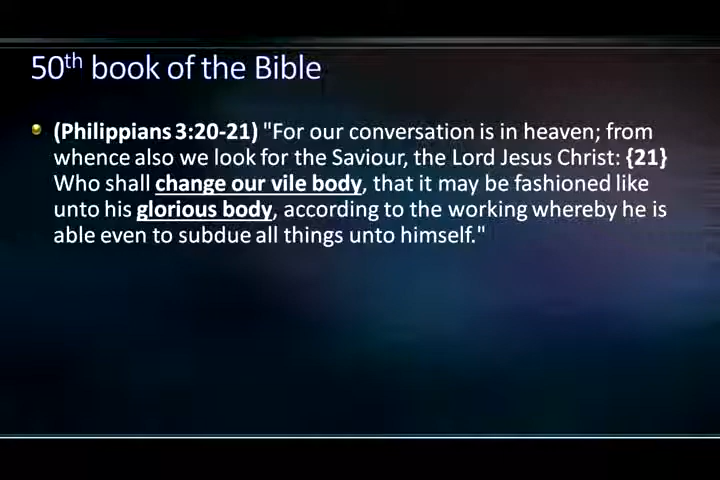 50th book of the Bible
(Philippians 3:20-21) "For our conversation is in heaven; from
whence also we look for the Saviour, the Lord Jesus Christ: {21}
Who shall change our vile body, that it may be fashioned like
unto his glorious body, according to the working whereby he is
able even to subdue all things unto himself."